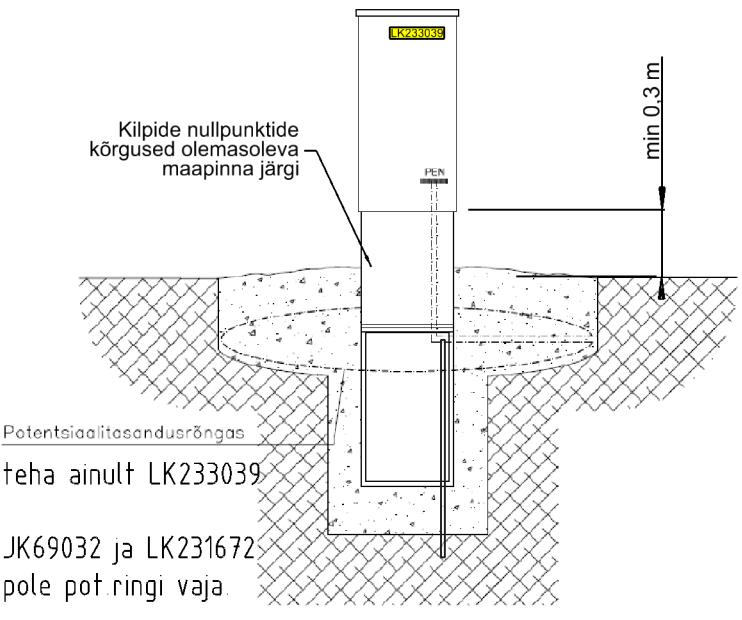 LK233039
Kilpide nullpunktide
kõrgused olemasoleva
maapinna järgi
min 0,3 m
PEN
Potentsiaalitasandusrõngas
teha ainult LK233039
JK69032 ja LK231672
pole pot.ringi vaja.